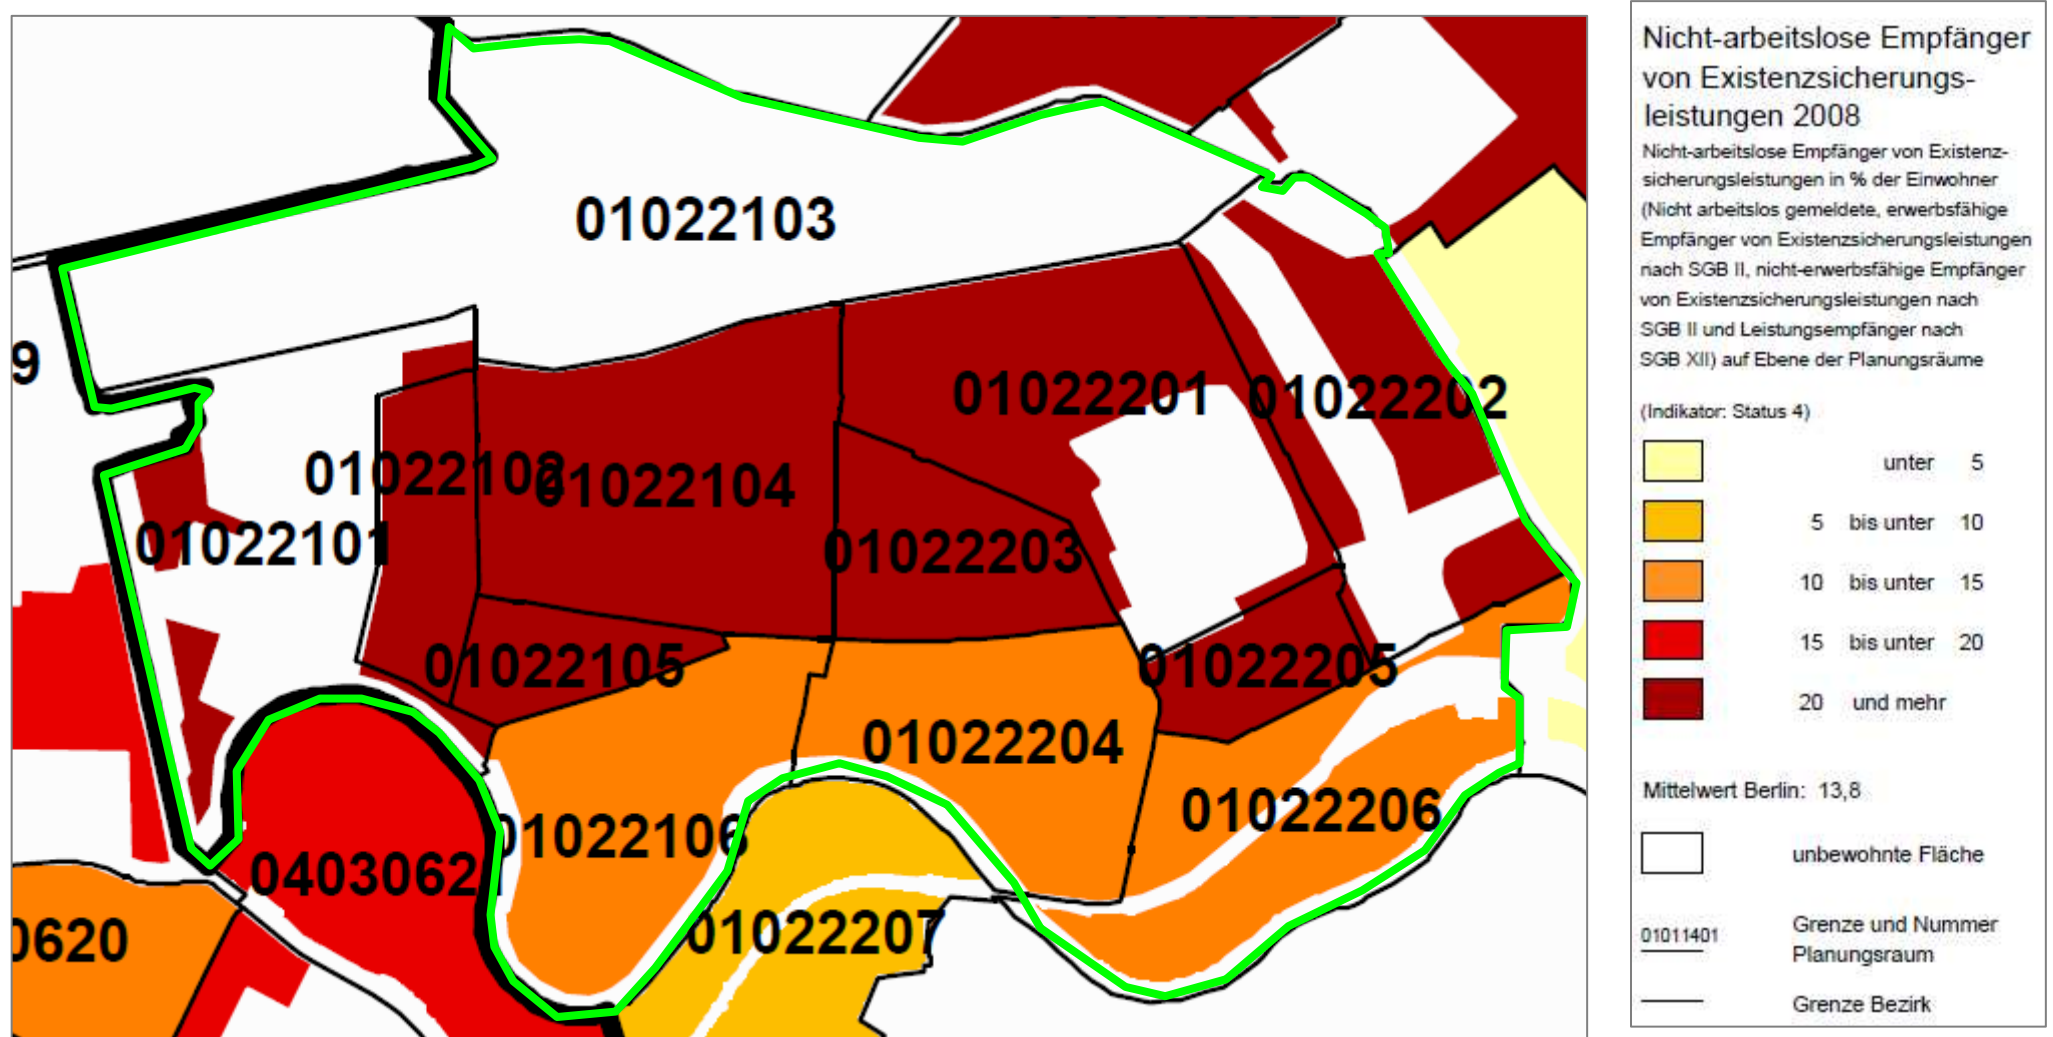 01022103
9
01022201
01022202
01022102
01022104
01022101
01022203
01022105
01022205
01022204
01022206
01022106
0403062
01022207
0620
Nicht-arbeitslose Empfänger
von Existenzsicherungs-
leistungen 2008
Nicht-arbeitslose Empfänger von Existenz-
sicherungsleistungen in % der Einwohner
(Nicht arbeitslos gemeldete, erwerbsfähige
Empfänger von Existenzsicherungsleistungen
nach SGB II, nicht-erwerbsfähige Empfänger
von Existenzsicherungsleistungen nach
SGB II und Leistungsempfänger nach
SGB XII) auf Ebene der Planungsräume
(Indikator: Status 4)
unter 5
5 bis unter 10
10 bis unter 15
15 bis unter 20
20 und mehr
Mittelwert Berlin: 13,8
unbewohnte Fläche
01011401
Grenze und Nummer
Planungsraum
Grenze Bezirk